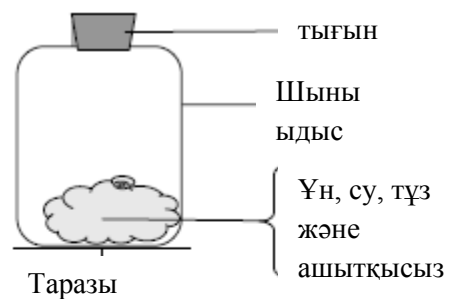 тығын
Шыны
ыдыс
Ұн, су, тұз
және
ашытқысыз
Таразы